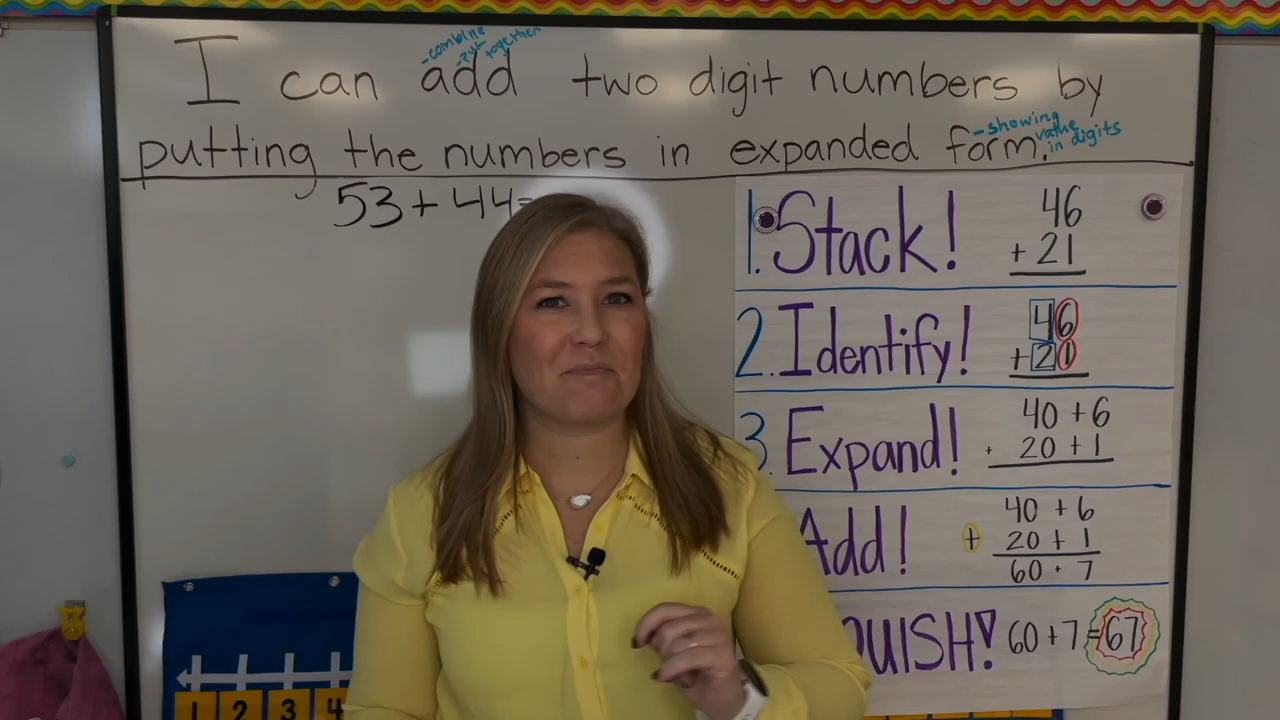 I can add two digit numbers by
-combine
-put together
putting the numbers in expanded form.
-showing
value
in digits
53+44=
1. Stack!
46
+ 21
2. Identify!
46
+ 21
3. Expand!
40 + 6
+ 20 + 1
Add!
40 + 6
+ 20 + 1
60 + 7
UISH!
60+7=67
1 2 3 4